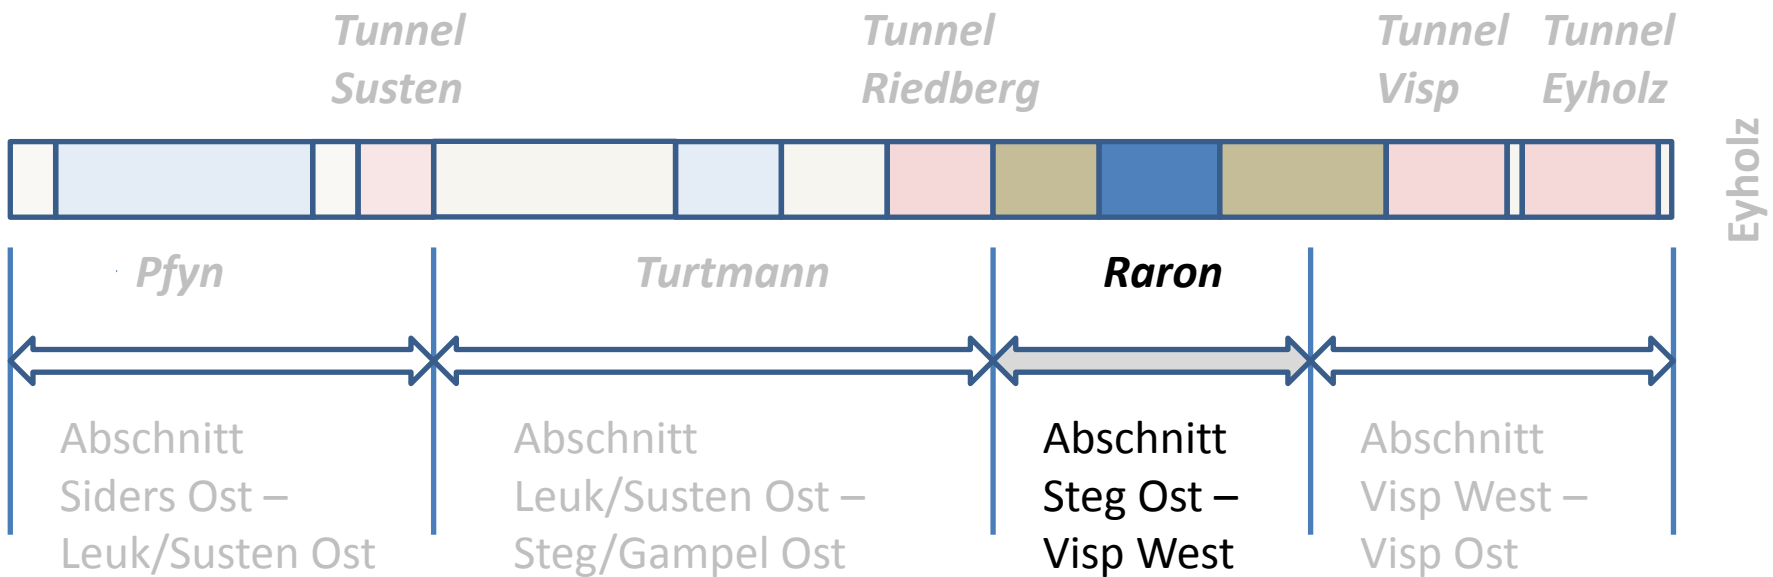 Tunnel
Susten
Tunnel
Riedberg
Tunnel
Visp
Tunnel
Eyholz
Eyholz
Pfyn
Turtmann
Raron
Abschnitt
Siders Ost –
Leuk/Susten Ost
Abschnitt
Leuk/Susten Ost –
Steg/Gampel Ost
Abschnitt
Steg Ost –
Visp West
Abschnitt
Visp West –
Visp Ost